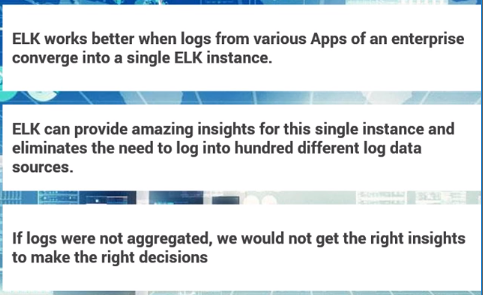 ELK works better when logs from various Apps of an enterprise
converge into a single ELK instance.
ELK can provide amazing insights for this single instance and
eliminates the need to log into hundred different log data
sources.
If logs were not aggregated, we would not get the right insights
to make the right decisions